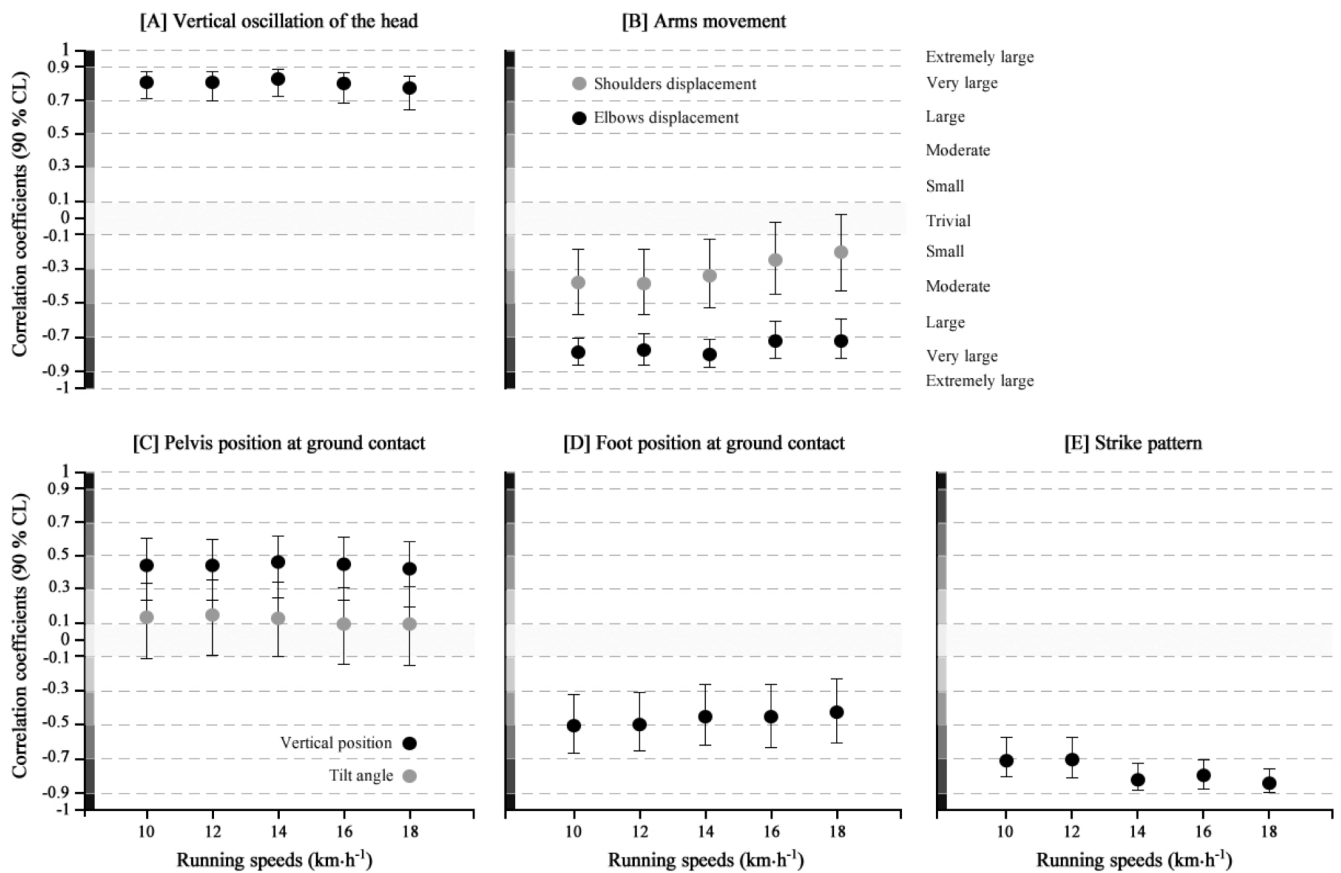 [A] Vertical oscillation of the head
[B] Arms movement
Correlation coefficients (90 % CL)
1
0.9
0.7
0.5
0.3
0.1
0
-0.1
-0.3
-0.5
-0.7
-0.9
-1
Shoulders displacement
Elbows displacement
Extremely large
Very large
Large
Moderate
Small
Trivial
Small
Moderate
Large
Very large
Extremely large
[C] Pelvis position at ground contact
[D] Foot position at ground contact
[E] Strike pattern
Correlation coefficients (90 % CL)
1
0.9
0.7
0.5
0.3
0.1
0
-0.1
-0.3
-0.5
-0.7
-0.9
-1
Vertical position
Tilt angle
10 12 14 16 18
10 12 14 16 18
10 12 14 16 18
Running speeds (km·h⁻¹)
Running speeds (km·h⁻¹)
Running speeds (km·h⁻¹)